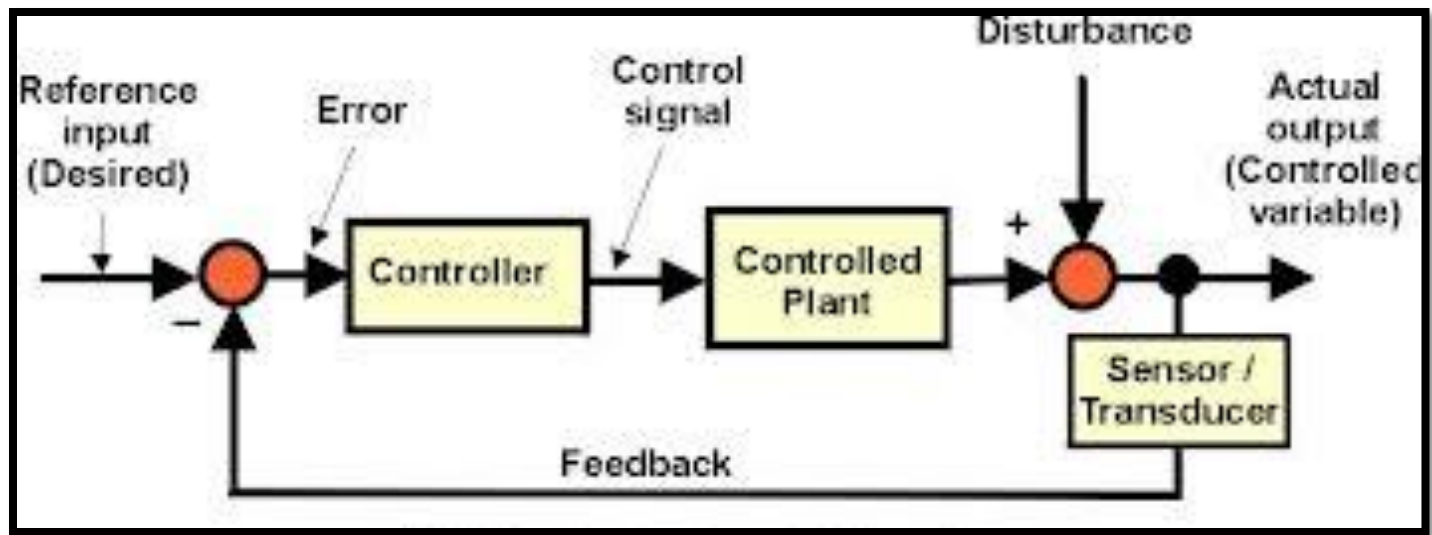 Disturbance
Reference
input
(Desired)
Error
Control
signal
Actual
output
(Controlled
variable)
+
Controller
Controlled
Plant
−
Sensor /
Transducer
Feedback